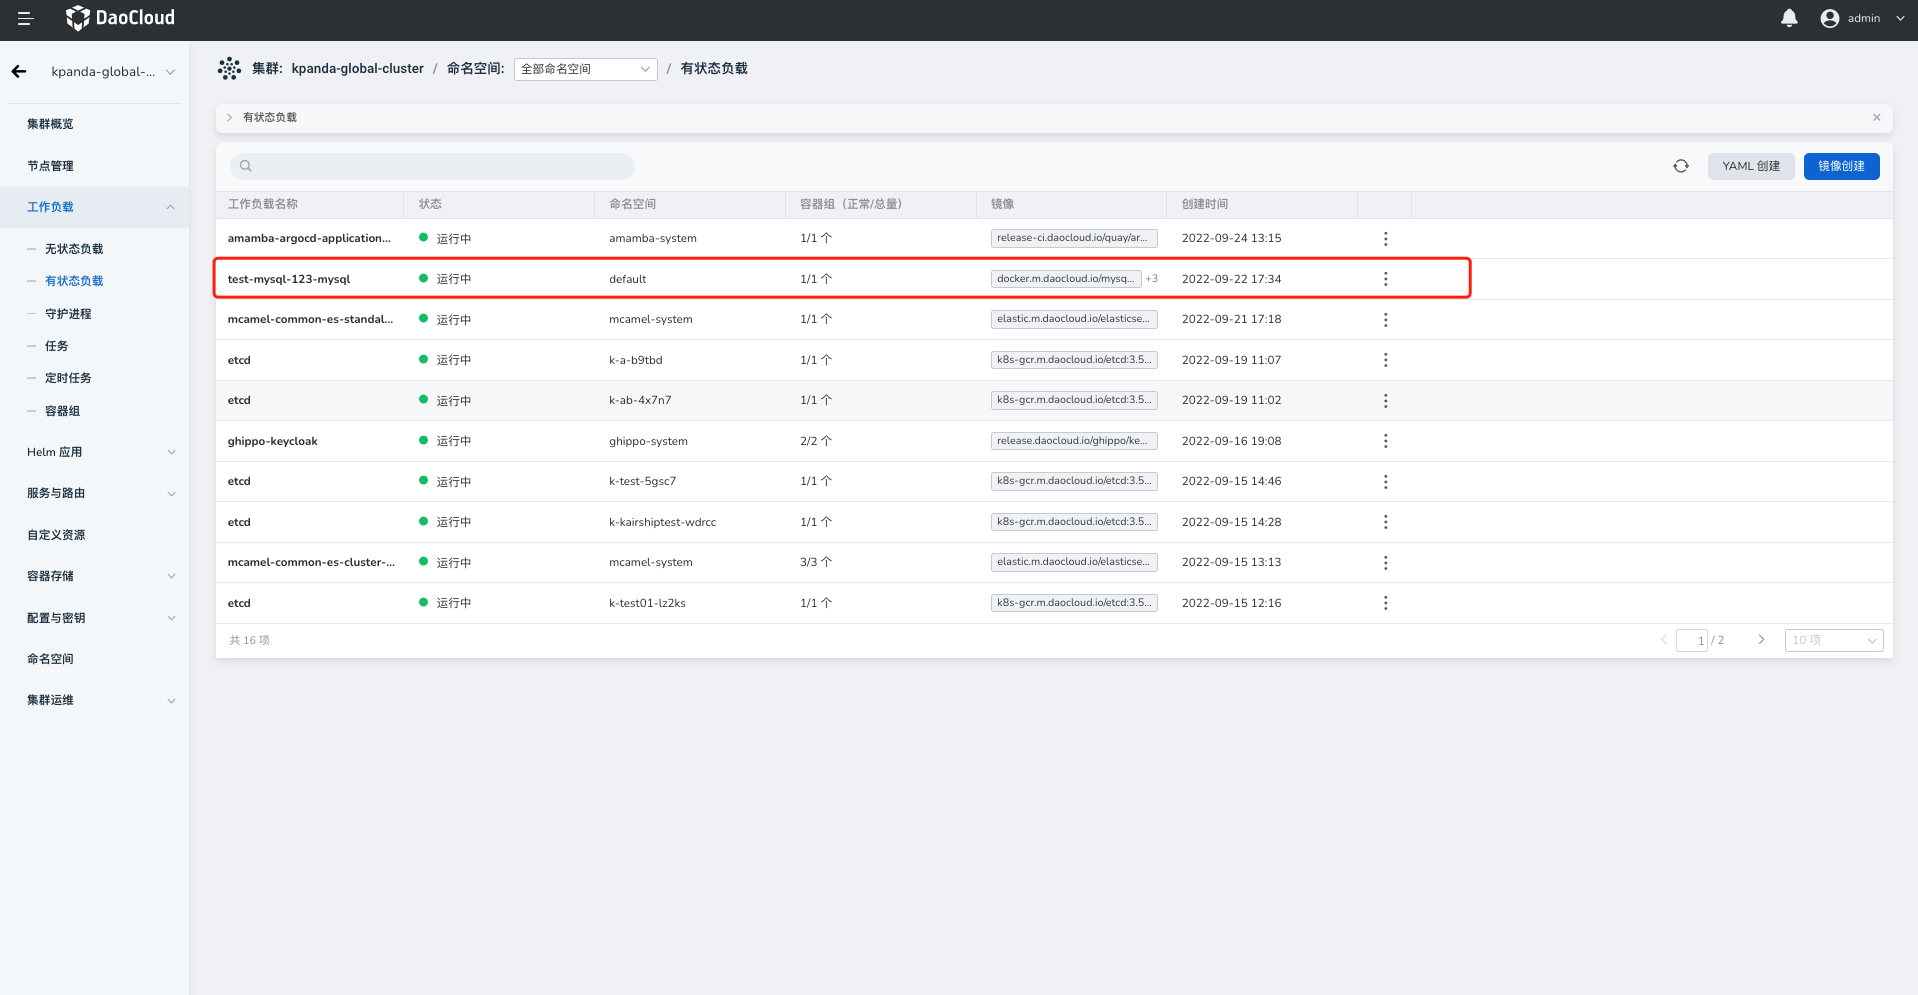 DaoCloud
admin
kpanda-global-...
集群: kpanda-global-cluster / 命名空间: 全部命名空间 / 有状态负载
集群概览
节点管理
工作负载
无状态负载
有状态负载
守护进程
任务
定时任务
容器组
Helm 应用
服务与路由
自定义资源
容器存储
配置与密钥
命名空间
集群运维
有状态负载
YAML 创建
镜像创建
工作负载名称 状态 命名空间 容器组（正常/总量） 镜像 创建时间
amamba-argocd-application... 运行中 amamba-system 1/1 个 release-ci.daocloud.io/quay/ar... 2022-09-24 13:15
test-mysql-123-mysql 运行中 default 1/1 个 docker.m.daocloud.io/mysq... +3 2022-09-22 17:34
mcamel-common-es-standal... 运行中 mcamel-system 1/1 个 elastic.m.daocloud.io/elasticse... 2022-09-21 17:18
etcd 运行中 k-a-b9tbd 1/1 个 k8s-gcr.m.daocloud.io/etcd:3.5... 2022-09-19 11:07
etcd 运行中 k-ab-4x7n7 1/1 个 k8s-gcr.m.daocloud.io/etcd:3.5... 2022-09-19 11:02
ghippo-keycloak 运行中 ghippo-system 2/2 个 release.daocloud.io/ghippo/ke... 2022-09-16 19:08
etcd 运行中 k-test-5gsc7 1/1 个 k8s-gcr.m.daocloud.io/etcd:3.5... 2022-09-15 14:46
etcd 运行中 k-kairshiptest-wdrcc 1/1 个 k8s-gcr.m.daocloud.io/etcd:3.5... 2022-09-15 14:28
mcamel-common-es-cluster-... 运行中 mcamel-system 3/3 个 elastic.m.daocloud.io/elasticse... 2022-09-15 13:13
etcd 运行中 k-test01-lz2ks 1/1 个 k8s-gcr.m.daocloud.io/etcd:3.5... 2022-09-15 12:16
共 16 项
1 / 2
10 项